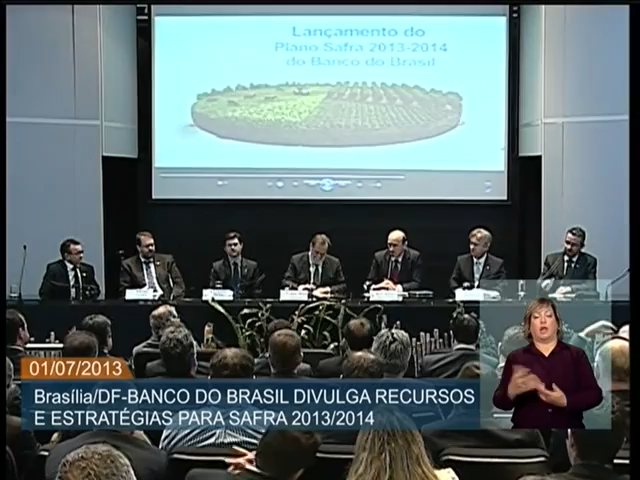 Lançamento do
Plano Safra 2013-2014
do Banco do Brasil
01/07/2013
Brasília/DF-BANCO DO BRASIL DIVULGA RECURSOS
E ESTRATÉGIAS PARA SAFRA 2013/2014